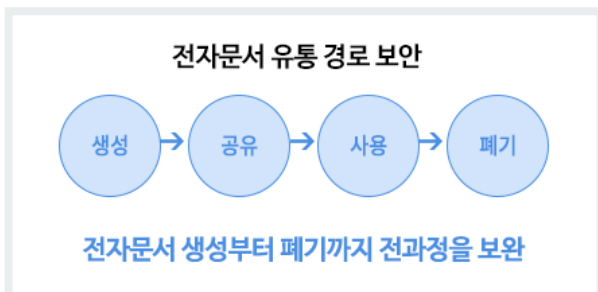 전자문서 유통 경로 보안
생성 → 공유 → 사용 → 폐기
전자문서 생성부터 폐기까지 전과정을 보완